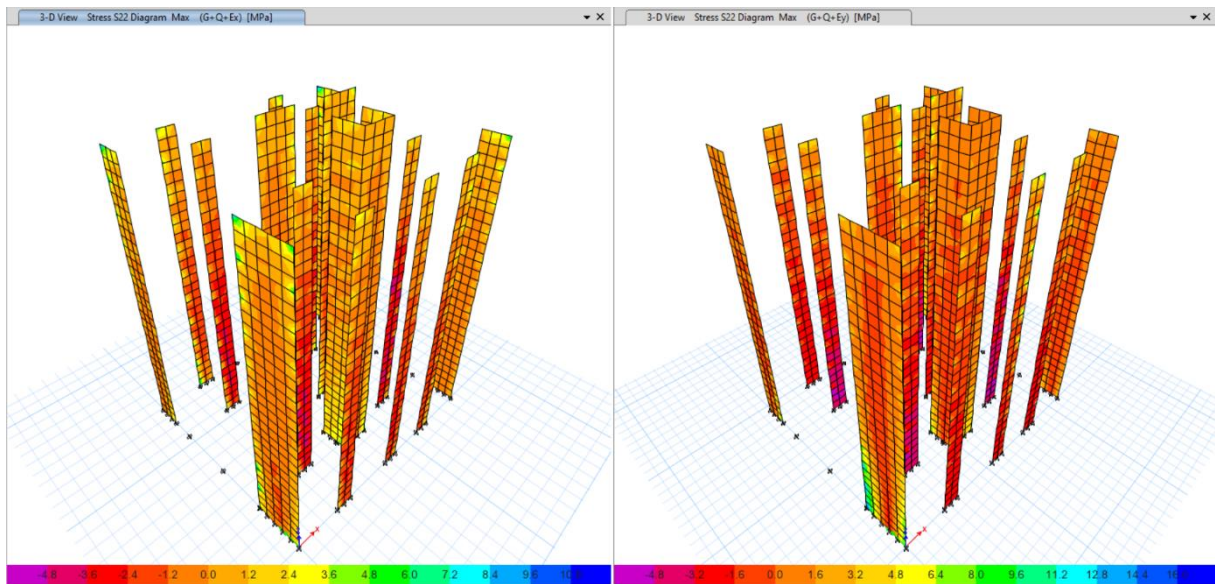 3-D View Stress S22 Diagram Max (G+Q+Ex) [MPa]
3-D View Stress S22 Diagram Max (G+Q+Ey) [MPa]
X
X
-4.8 -3.6 -2.4 -1.2 0.0 1.2 2.4 3.6 4.8 6.0 7.2 8.4 9.6
-4.8 -3.2 -1.6 0.0 1.6 3.2 4.8 6.4 8.0 9.6 11.2 12.8 14.4